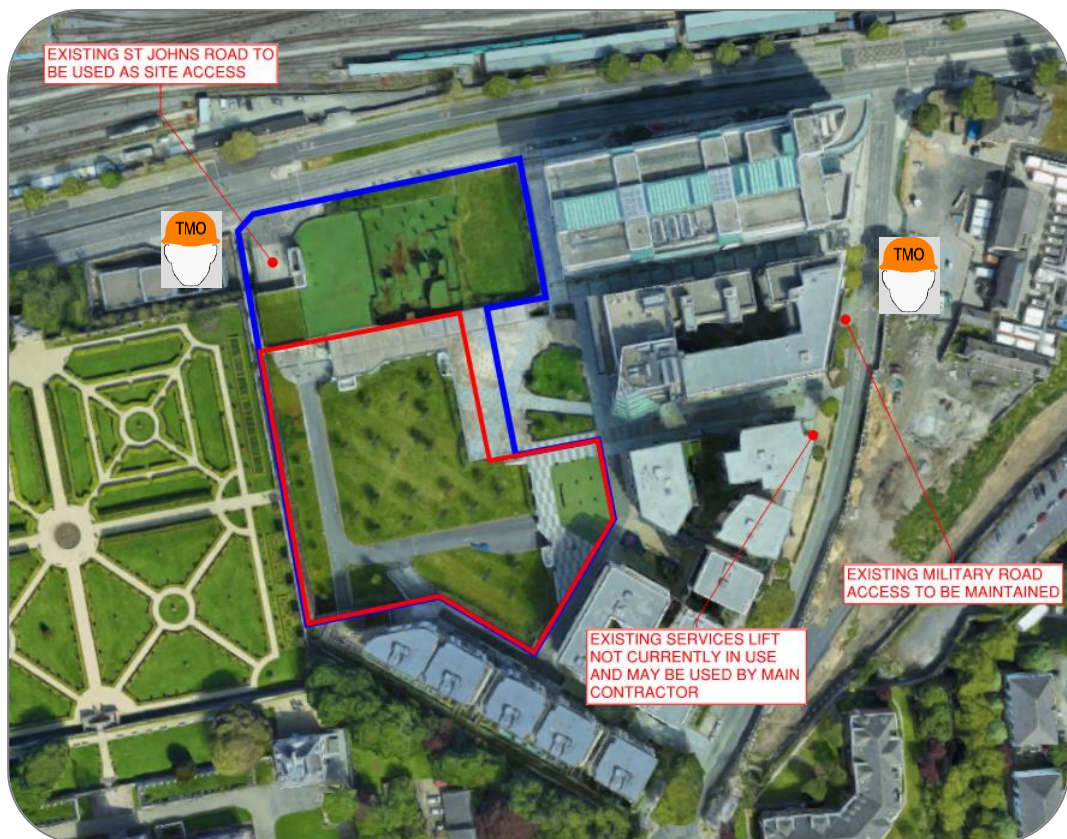 EXISTING ST JOHNS ROAD TO
BE USED AS SITE ACCESS
TMO
TMO
EXISTING MILITARY ROAD
ACCESS TO BE MAINTAINED
EXISTING SERVICES LIFT
NOT CURRENTLY IN USE
AND MAY BE USED BY MAIN
CONTRACTOR